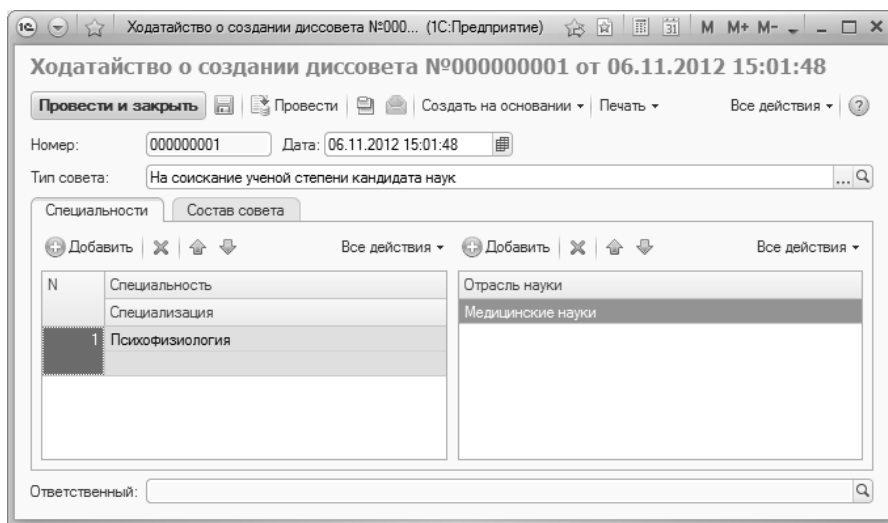 1С Ходатайство о создании диссовета №000... (1С:Предприятие) 31 M M+ M-
Ходатайство о создании диссовета №000000001 от 06.11.2012 15:01:48
Провести и закрыть Провести Создать на основании Печать Все действия ?
Номер: 000000001 Дата: 06.11.2012 15:01:48
Тип совета: На соискание ученой степени кандидата наук ...
Специальности Состав совета
Добавить Все действия Добавить Все действия
N Специальность Отрасль науки
Специализация Медицинские науки
1 Психофизиология
Ответственный: